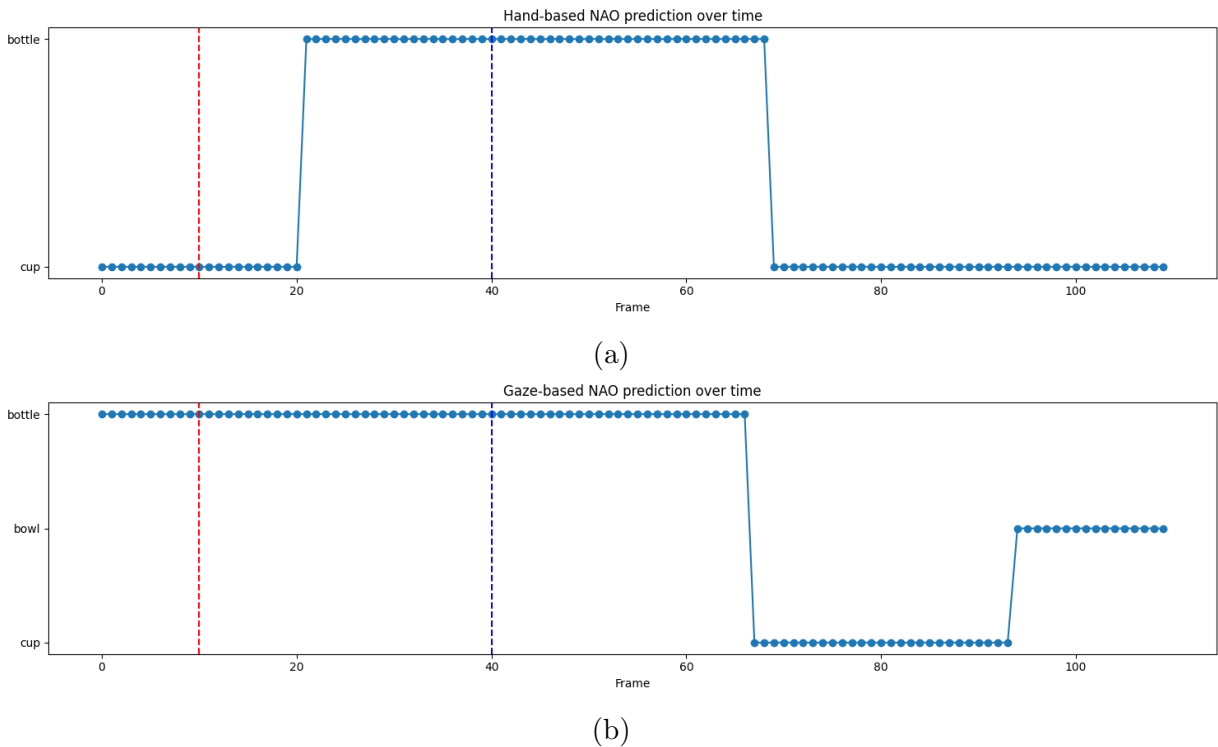 Hand-based NAO prediction over time
bottle
cup
0 20 40 60 80 100
Frame
(a)
Gaze-based NAO prediction over time
bottle
bowl
cup
0 20 40 60 80 100
Frame
(b)